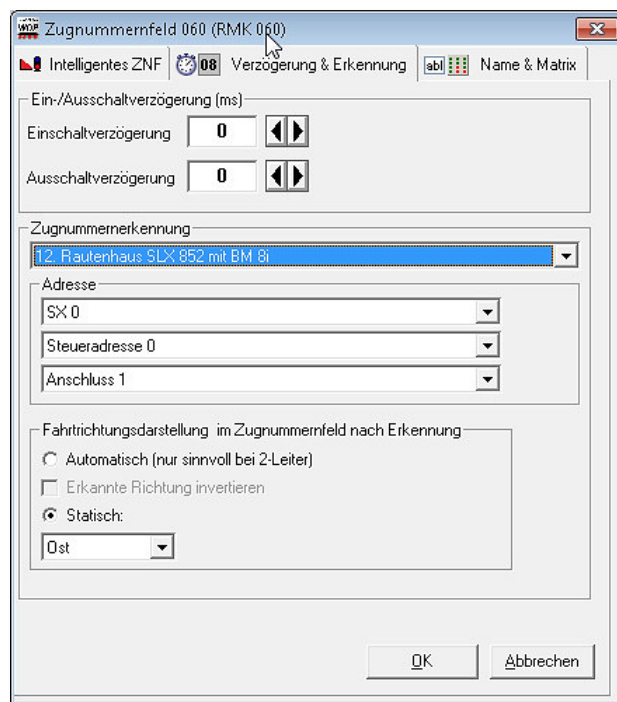 WDP Zugnummernfeld 060 (RMK 060)
Intelligentes ZNF 08 Verzögerung & Erkennung abl Name & Matrix
Ein-/Ausschaltverzögerung (ms)
Einschaltverzögerung 0
Ausschaltverzögerung 0
Zugnummernerkennung
12. Rautenhaus SLX 852 mit BM 8i
Adresse
SX 0
Steueradresse 0
Anschluss 1
Fahrtrichtungsdarstellung im Zugnummernfeld nach Erkennung
Automatisch (nur sinnvoll bei 2-Leiter)
Erkannte Richtung invertieren
Statisch:
Ost
OK Abbrechen